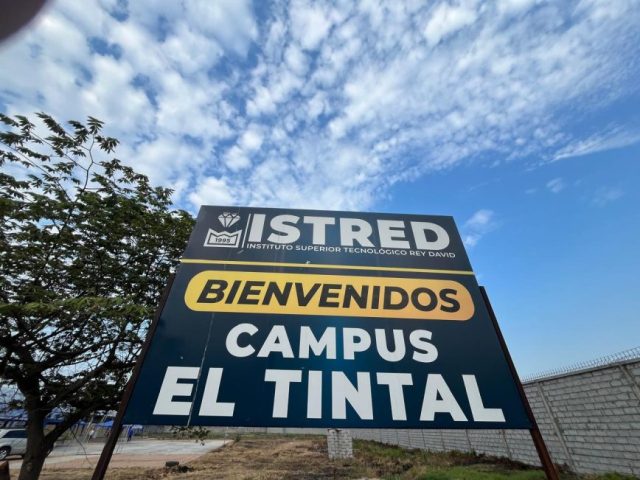 ISTRED
1995
INSTITUTO SUPERIOR TECNOLÓGICO REY DAVID
BIENVENIDOS
CAMPUS
EL TINTAL